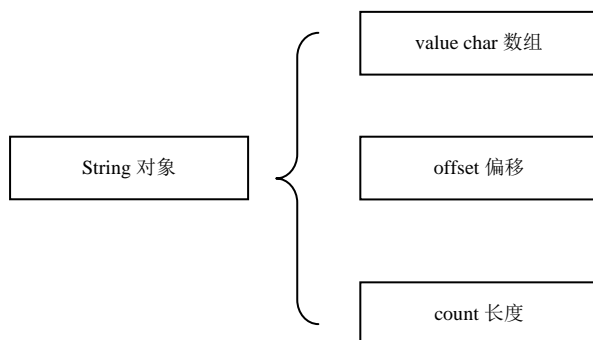 value char 数组
String 对象
offset 偏移
count 长度